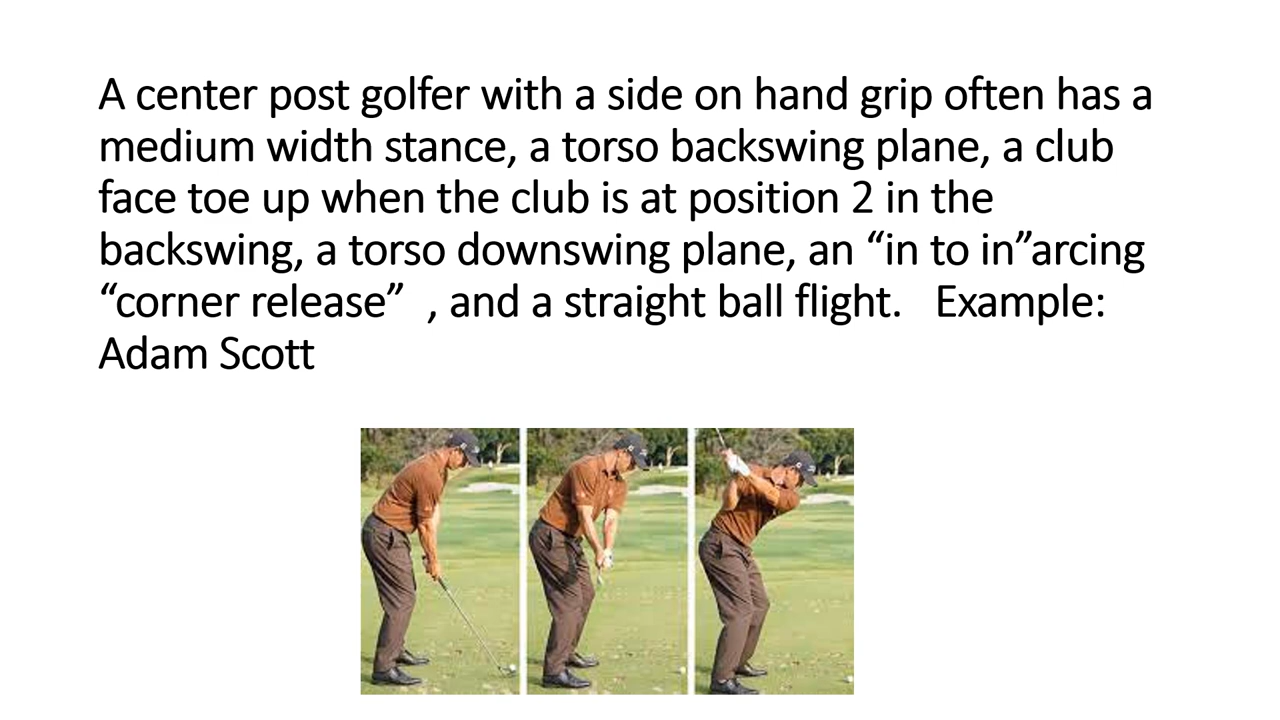 A center post golfer with a side on hand grip often has a
medium width stance, a torso backswing plane, a club
face toe up when the club is at position 2 in the
backswing, a torso downswing plane, an “in to in”arcing
“corner release”  , and a straight ball flight.   Example:
Adam Scott